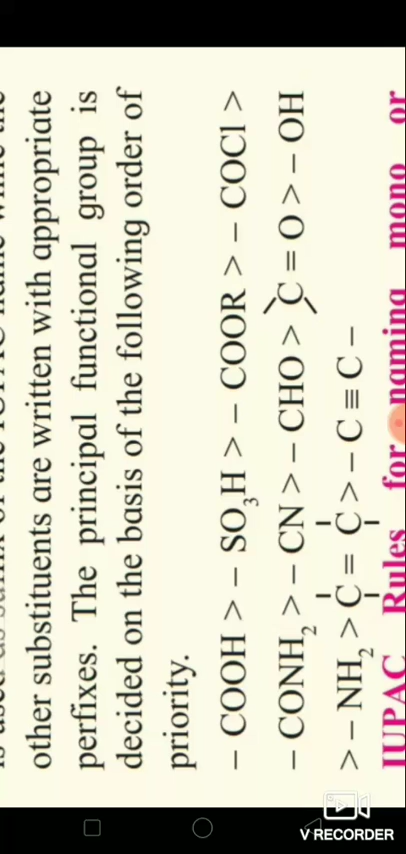 other substituents are written with appropriate
perfixes. The principal functional group is
decided on the basis of the following order of
priority.
– COOH > – SO₃H > – COOR > – COCl >
– CONH₂ > – CN > – CHO > C = O > – OH
> – NH₂ > C = C > – C ≡ C –
IUPAC Rules for naming mono or
V RECORDER